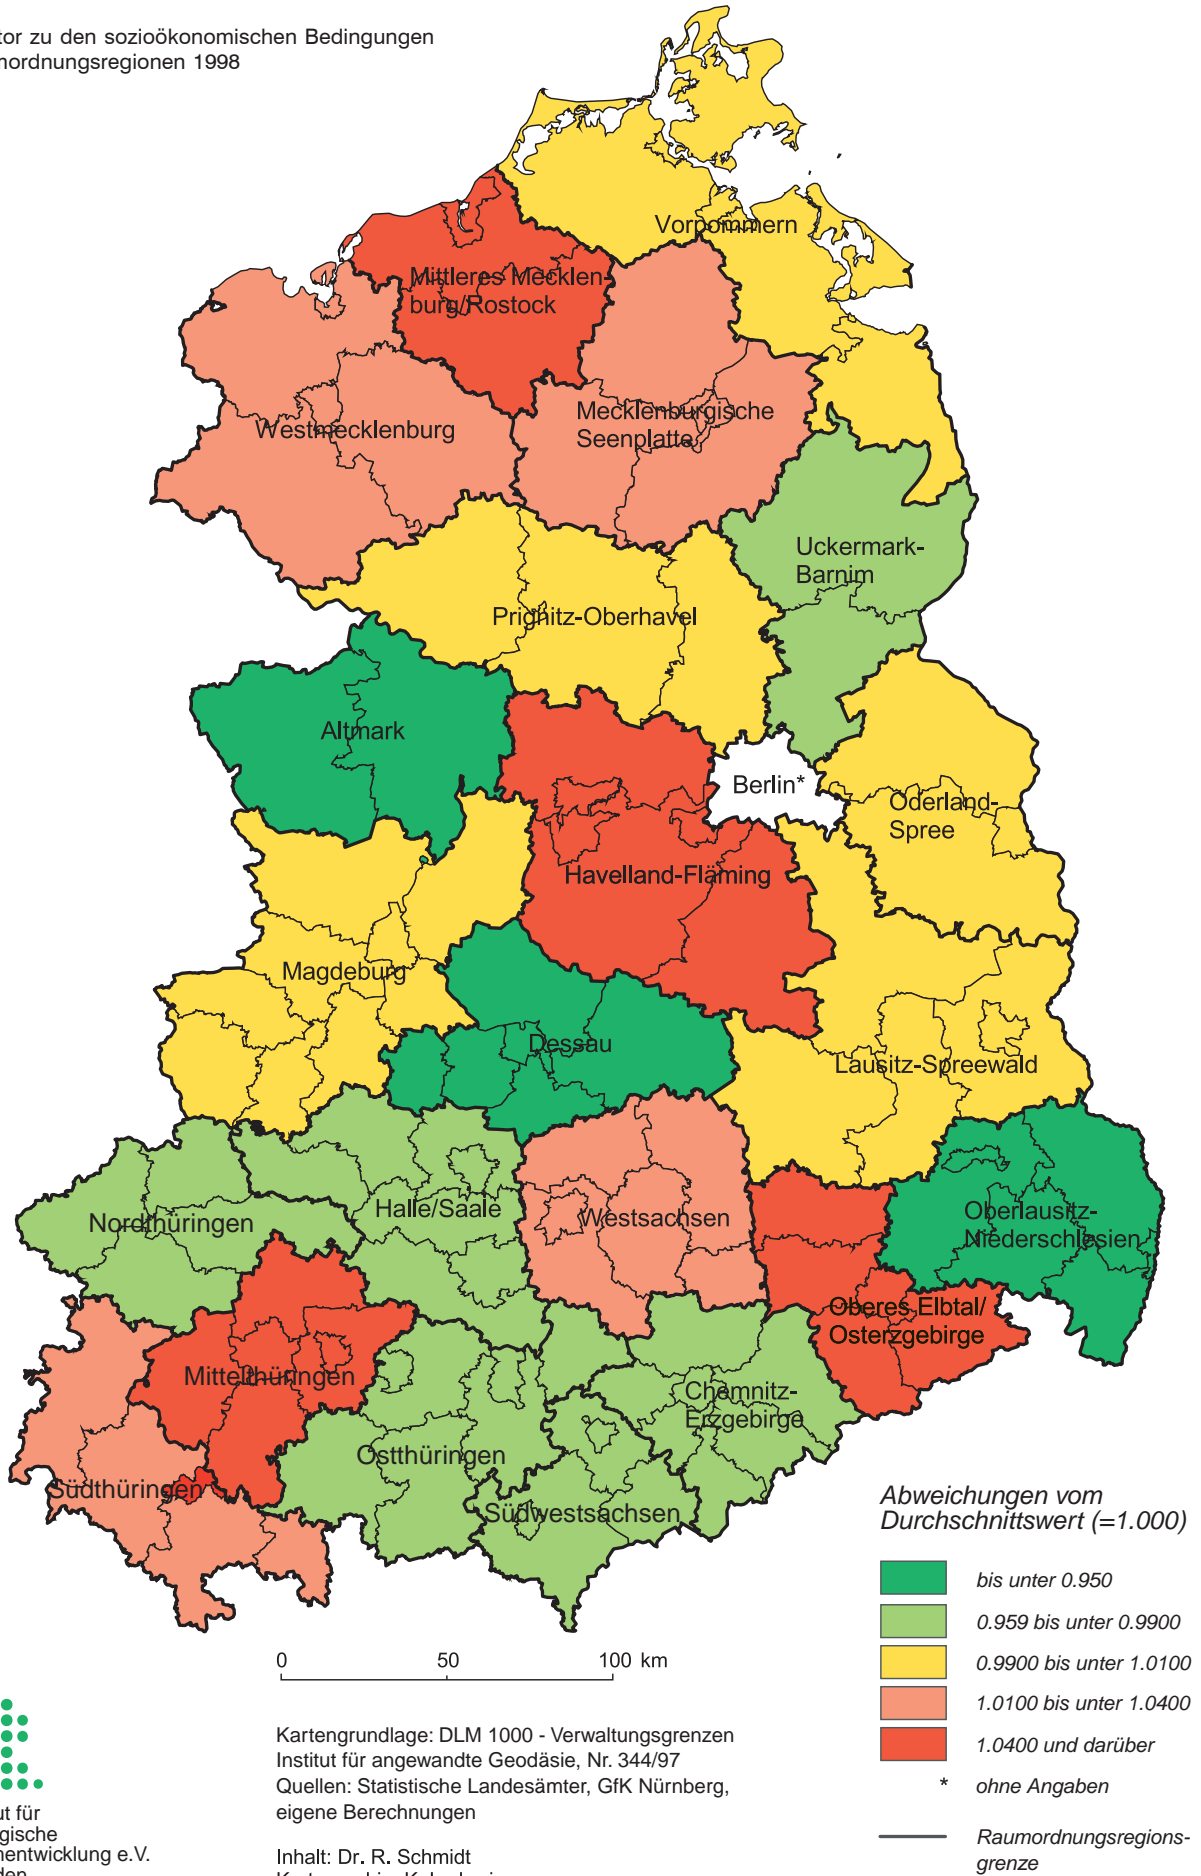 tor zu den sozioökonomischen Bedingungen
mordnungsregionen 1998
Vorpommern
Mittleres Mecklen-
burg/Rostock
Mecklenburgische
Seenplatte
Westmecklenburg
Uckermark-
Barnim
Prignitz-Oberhavel
Altmark
Berlin*
Oderland-
Spree
Havelland-Fläming
Magdeburg
Dessau
Lausitz-Spreewald
Halle/Saale
Nordthüringen
Westsachsen
Oberlausitz-
Niederschlesien
Oberes Elbtal/
Osterzgebirge
Mittelthüringen
Chemnitz-
Erzgebirge
Ostthüringen
Südthüringen
Südwestsachsen
Abweichungen vom
Durchschnittswert (=1.000)
bis unter 0.950
0.959 bis unter 0.9900
0.9900 bis unter 1.0100
1.0100 bis unter 1.0400
1.0400 und darüber
* ohne Angaben
Raumordnungsregions-
grenze
0 50 100 km
Kartengrundlage: DLM 1000 - Verwaltungsgrenzen
Institut für angewandte Geodäsie, Nr. 344/97
Quellen: Statistische Landesämter, GfK Nürnberg,
eigene Berechnungen
Inhalt: Dr. R. Schmidt
ut für
gische
nentwicklung e.V.